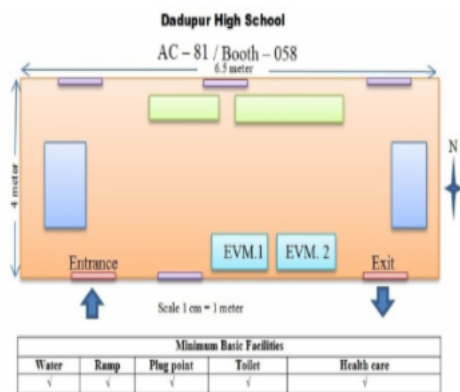 Dadupur High School
AC – 81 / Booth – 058
6.5 meter
4 meter
N
EVM.1 EVM. 2
Entrance Exit
Scale 1 cm = 1 meter
Minimum Basic Facilities
Water Ramp Plug point Toilet Health care
√ √ √ √ √